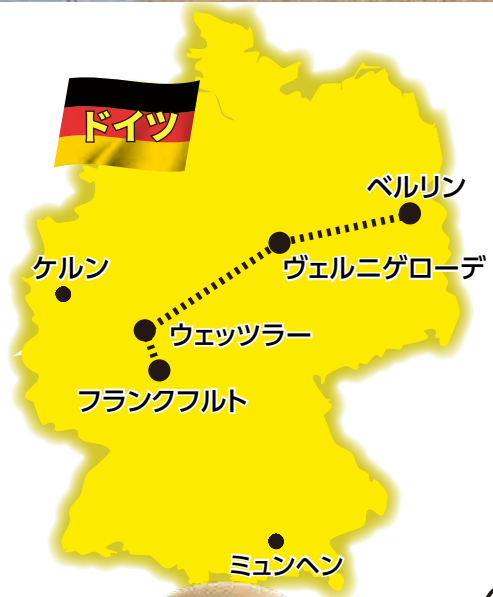 ドイツ
ベルリン
ヴェルニゲローデ
ケルン
ウェッツラー
フランクフルト
ミュンヘン